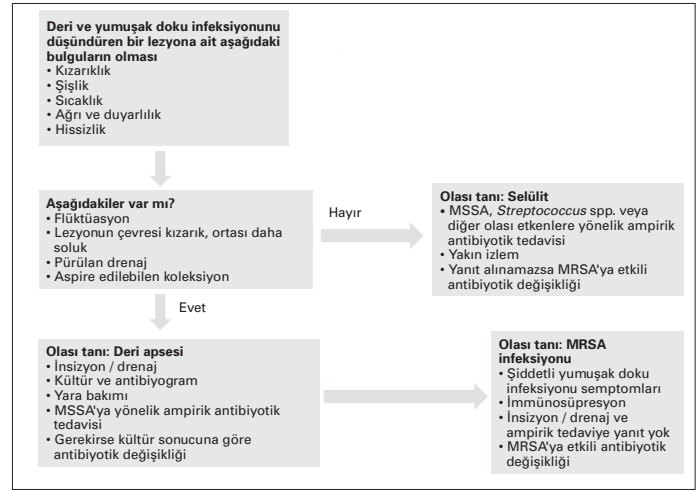 Deri ve yumuşak doku infeksiyonunu
düşündüren bir lezyona ait aşağıdaki
bulguların olması
• Kızarıklık
• Şişlik
• Sıcaklık
• Ağrı ve duyarlılık
• Hissizlik
Aşağıdakiler var mı?
• Flüktüasyon
• Lezyonun çevresi kızarık, ortası daha
soluk
• Pürülan drenaj
• Aspire edilebilen koleksiyon
Hayır
Olası tanı: Selülit
• MSSA, Streptococcus spp. veya
diğer olası etkenlere yönelik ampirik
antibiyotik tedavisi
• Yakın izlem
• Yanıt alınamazsa MRSA'ya etkili
antibiyotik değişikliği
Evet
Olası tanı: Deri apsesi
• İnsizyon / drenaj
• Kültür ve antibiyogram
• Yara bakımı
• MSSA'ya yönelik ampirik antibiyotik
tedavisi
• Gerekirse kültür sonucuna göre
antibiyotik değişikliği
Olası tanı: MRSA
infeksiyonu
• Şiddetli yumuşak doku
infeksiyonu semptomları
• İmmünosüpresyon
• İnsizyon / drenaj ve
ampirik tedaviye yanıt yok
• MRSA'ya etkili antibiyotik
değişikliği